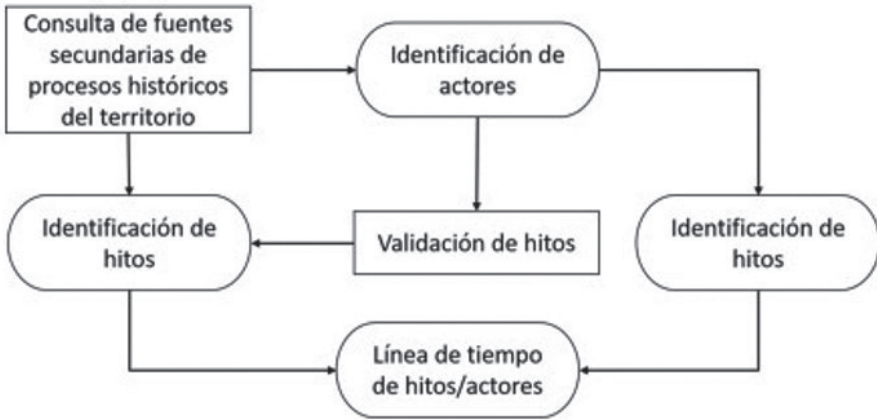 Consulta de fuentes
secundarias de
procesos históricos
del territorio
Identificación de
actores
Identificación de
hitos
Validación de hitos
Identificación de
hitos
Línea de tiempo
de hitos/actores